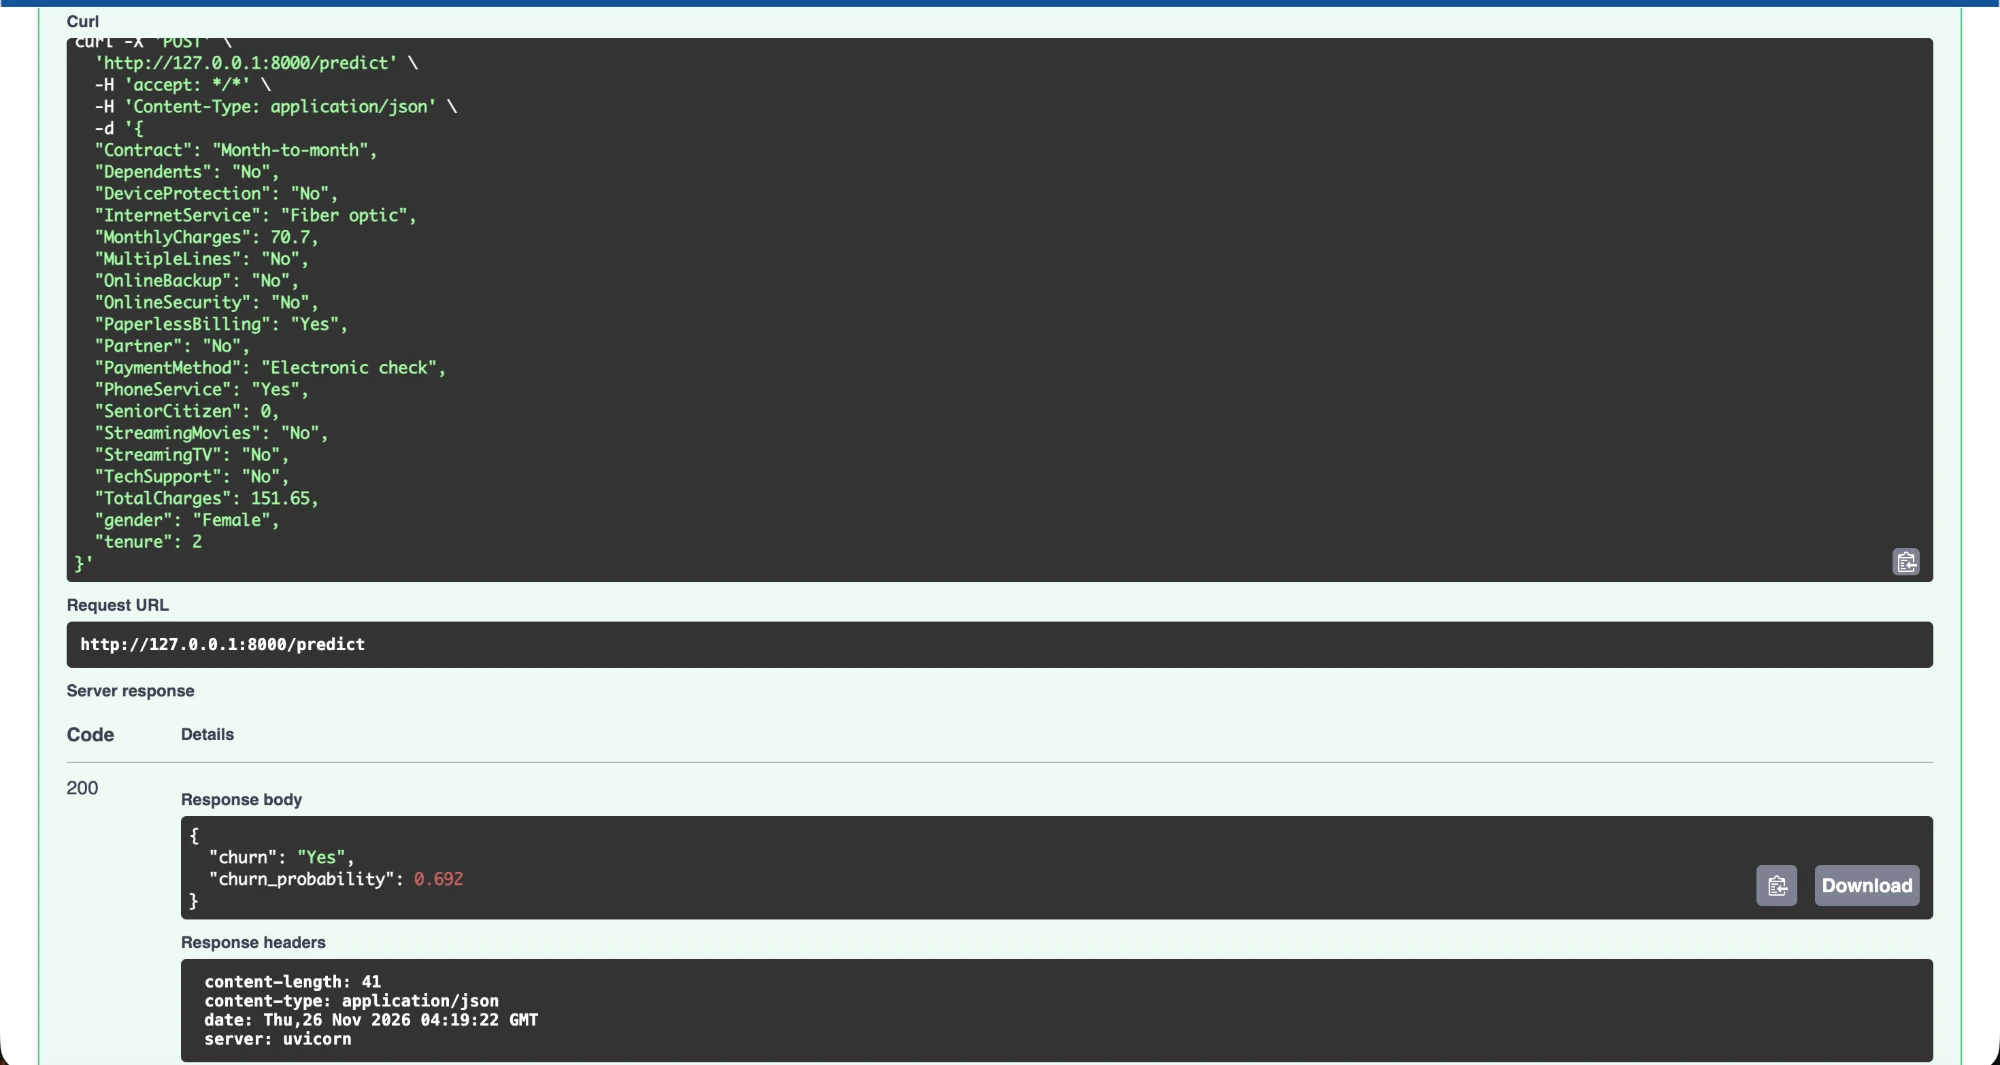 Curl
curl -X 'POST' \
  'http://127.0.0.1:8000/predict' \
  -H 'accept: */*' \
  -H 'Content-Type: application/json' \
  -d '{
  "Contract": "Month-to-month",
  "Dependents": "No",
  "DeviceProtection": "No",
  "InternetService": "Fiber optic",
  "MonthlyCharges": 70.7,
  "MultipleLines": "No",
  "OnlineBackup": "No",
  "OnlineSecurity": "No",
  "PaperlessBilling": "Yes",
  "Partner": "No",
  "PaymentMethod": "Electronic check",
  "PhoneService": "Yes",
  "SeniorCitizen": 0,
  "StreamingMovies": "No",
  "StreamingTV": "No",
  "TechSupport": "No",
  "TotalCharges": 151.65,
  "gender": "Female",
  "tenure": 2
}'
Request URL
http://127.0.0.1:8000/predict
Server response
Code Details
200
Response body
{
  "churn": "Yes",
  "churn_probability": 0.692
}
Download
Response headers
content-length: 41
content-type: application/json
date: Thu,26 Nov 2026 04:19:22 GMT
server: uvicorn